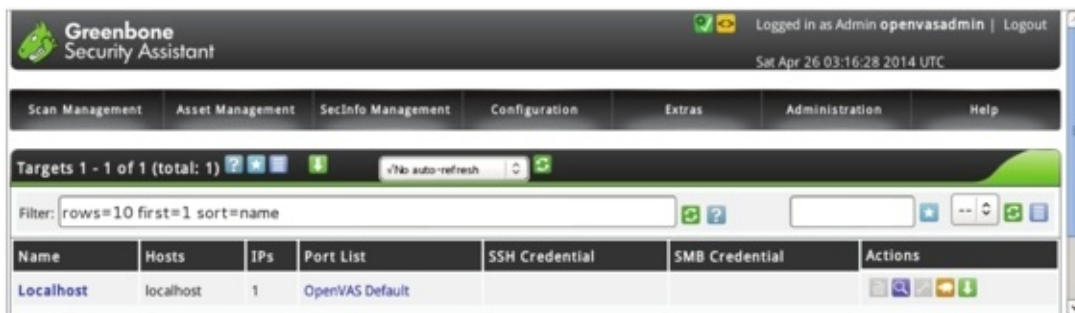 Greenbone
Security Assistant
Logged in as Admin openvasadmin | Logout
Sat Apr 26 03:16:28 2014 UTC
Scan Management Asset Management SecInfo Management Configuration Extras Administration Help
Targets 1 - 1 of 1 (total: 1) ? √No auto-refresh
Filter: rows=10 first=1 sort=name ? --
Name Hosts IPs Port List SSH Credential SMB Credential Actions
Localhost localhost 1 OpenVAS Default